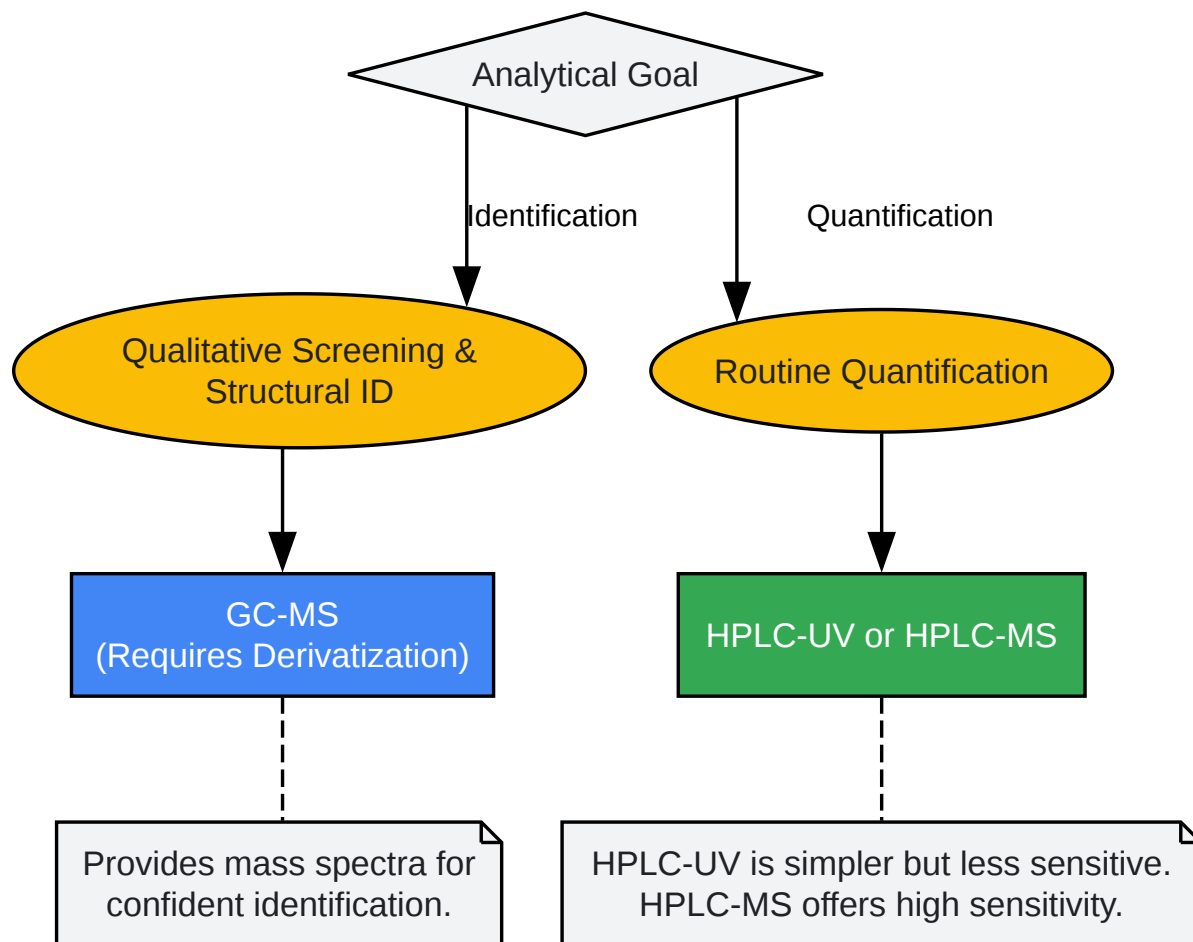 Analytical Goal
Identification
Quantification
Qualitative Screening &
Structural ID
Routine Quantification
GC-MS
(Requires Derivatization)
HPLC-UV or HPLC-MS
Provides mass spectra for
confident identification.
HPLC-UV is simpler but less sensitive.
HPLC-MS offers high sensitivity.